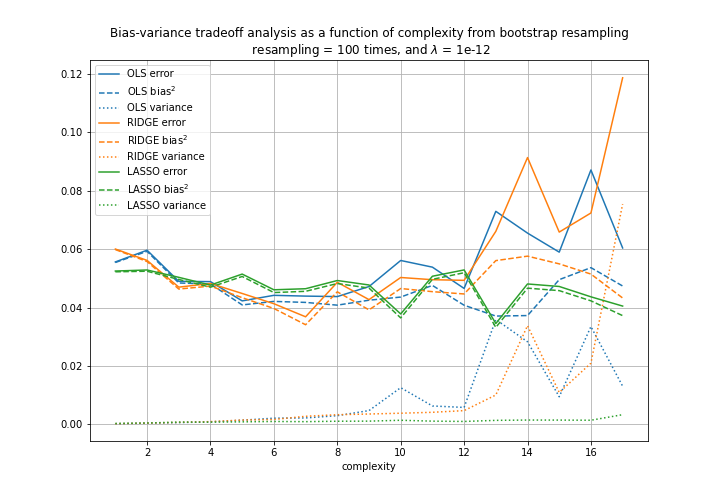 Bias-variance tradeoff analysis as a function of complexity from bootstrap resampling
resampling = 100 times, and λ = 1e-12
0.12
0.10
0.08
0.06
0.04
0.02
0.00
OLS error
OLS bias²
OLS variance
RIDGE error
RIDGE bias²
RIDGE variance
LASSO error
LASSO bias²
LASSO variance
2 4 6 8 10 12 14 16
complexity